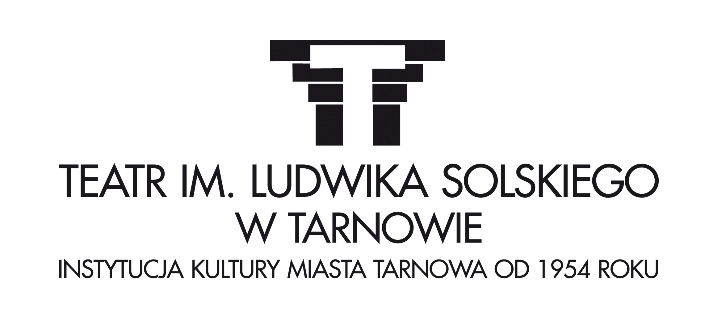 TEATR IM. LUDWIKA SOLSKIEGO
W TARNOWIE
INSTYTUCJA KULTURY MIASTA TARNOWA OD 1954 ROKU